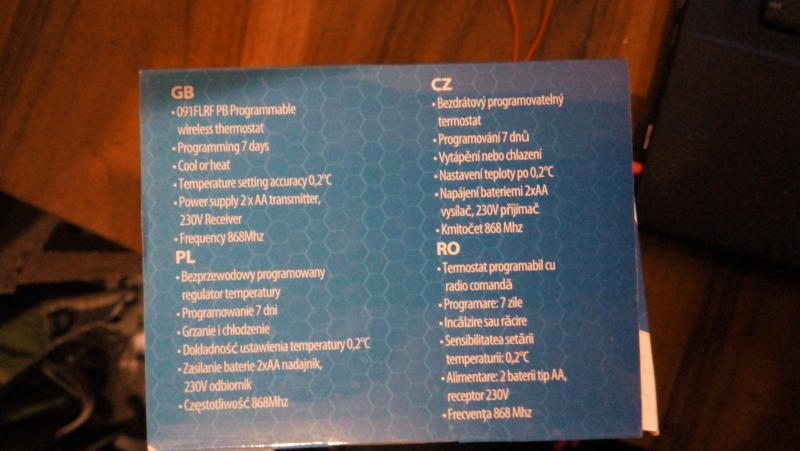 GB
• 091FLRF PB Programmable
wireless thermostat
• Programming 7 days
• Cool or heat
• Temperature setting accuracy 0,2°C
• Power supply 2 x AA transmitter,
230V Receiver
• Frequency 868Mhz
PL
• Bezprzewodowy programowany
regulator temperatury
• Programowanie 7 dni
• Grzanie i chłodzenie
• Dokładność ustawienia temperatury 0,2°C
• Zasilanie baterie 2xAA nadajnik,
230V odbiornik
• Częstotliwość 868Mhz
CZ
• Bezdrátový programovatelný
termostat
• Programování 7 dnů
• Vytápění nebo chlazení
• Nastavení teploty po 0,2°C
• Napájení bateriemi 2xAA
vysílač, 230V přijímač
• Kmitočet 868 Mhz
RO
• Termostat programabil cu
radio comandă
• Programare: 7 zile
• Incălzire sau răcire
• Sensibilitatea setării
temperaturii: 0,2°C
• Alimentare: 2 baterii tip AA,
receptor 230V
• Frecvența 868 Mhz